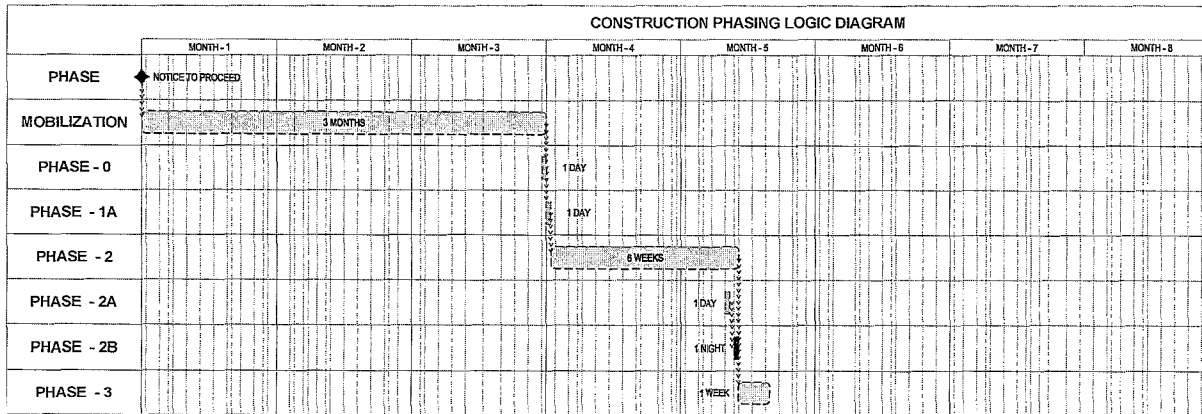 CONSTRUCTION PHASING LOGIC DIAGRAM
MONTH - 1 MONTH - 2 MONTH - 3 MONTH - 4 MONTH - 5 MONTH - 6 MONTH - 7 MONTH - 8
PHASE NOTICE TO PROCEED
MOBILIZATION 3 MONTHS
PHASE - 0 1 DAY
PHASE - 1A 1 DAY
PHASE - 2 6 WEEKS
PHASE - 2A 1 DAY
PHASE - 2B 1 NIGHT
PHASE - 3 1 WEEK